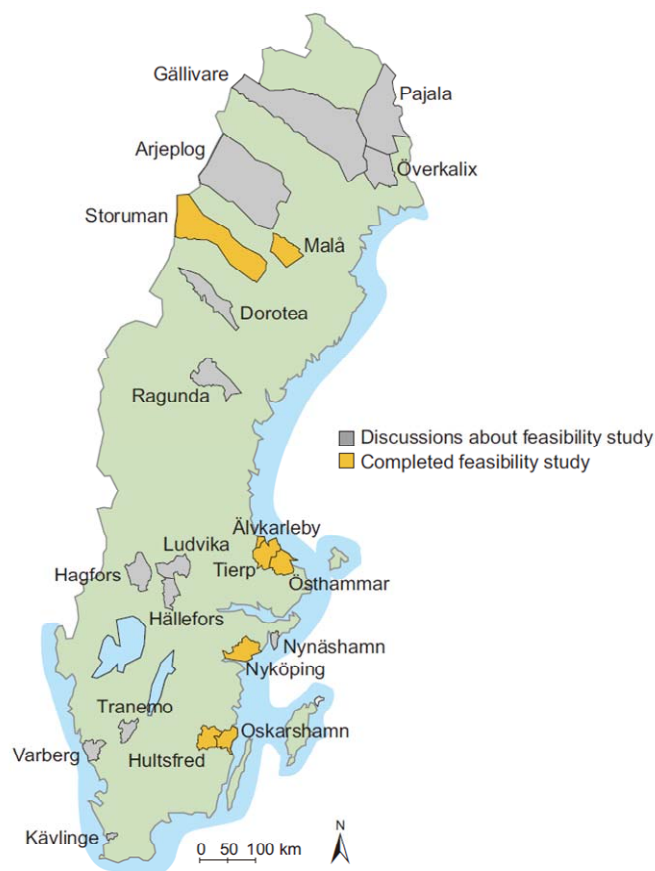 Gällivare
Pajala
Arjeplog
Överkalix
Storuman
Malå
Dorotea
Ragunda
Discussions about feasibility study
Completed feasibility study
Älvkarleby
Ludvika
Tierp
Hagfors
Östhammar
Hällefors
Nynäshamn
Nyköping
Tranemo
Oskarshamn
Varberg
Hultsfred
Kävlinge
0 50 100 km
N